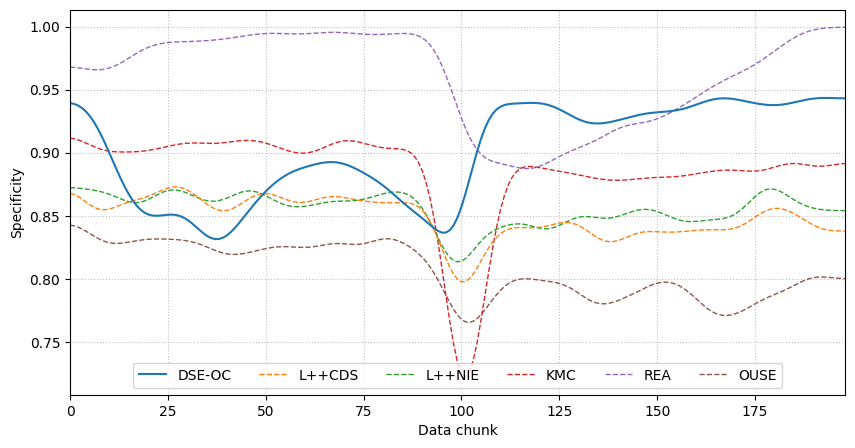 1.00
0.95
0.90
0.85
0.80
0.75
Specificity
DSE-OC L++CDS L++NIE KMC REA OUSE
0 25 50 75 100 125 150 175
Data chunk